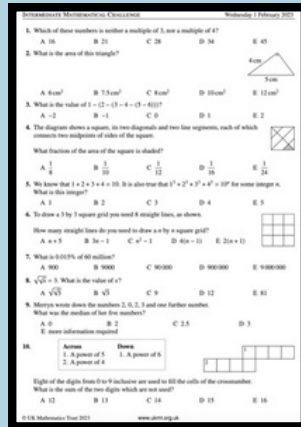 INTERMEDIATE MATHEMATICAL CHALLENGE Wednesday 1 February 2023
1. Which of these numbers is neither a multiple of 3, nor a multiple of 4?
A 16 B 21 C 28 D 34 E 45
2. What is the area of this triangle?
4cm
5cm
A 6cm² B 7.5cm² C 8cm² D 10cm² E 12cm²
3. What is the value of 1 − (2 − (3 − 4 − (5 − 6)))?
A −2 B −1 C 0 D 1 E 2
4. The diagram shows a square, its two diagonals and two line segments, each of which
connects two midpoints of sides of the square.
What fraction of the area of the square is shaded?
A 1/8 B 1/10 C 1/12 D 1/16 E 1/24
5. We know that 1 + 2 + 3 + 4 = 10. It is also true that 1³ + 2³ + 3³ + 4³ = 10ⁿ for some integer n.
What is this integer?
A 1 B 2 C 3 D 4 E 5
6. To draw a 3 by 3 square grid you need 8 straight lines, as shown.
How many straight lines do you need to draw a n by n square grid?
A n + 5 B 3n − 1 C n² − 1 D 4(n − 1) E 2(n + 1)
7. What is 0.015% of 60 million?
A 900 B 9000 C 90 000 D 900 000 E 9 000 000
A √√3 B √3 C 9 D 12 E 81
9. Merryn wrote down the numbers 2, 0, 2, 3 and one further number.
What was the median of her five numbers?
A 0 B 2 C 2.5 D 3
E more information required
10. Across Down
1. A power of 5 1. A power of 6
2. A power of 4
Eight of the digits from 0 to 9 inclusive are used to fill the cells of the crossnumber.
What is the sum of the two digits which are not used?
A 12 B 13 C 14 D 15 E 16
© UK Mathematics Trust 2023 www.ukmt.org.uk